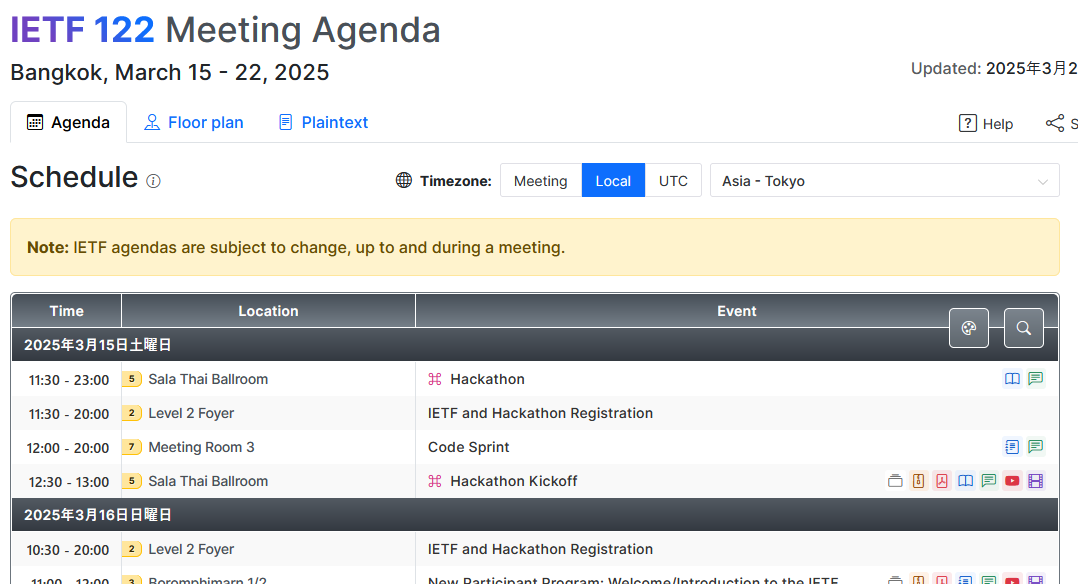 IETF 122 Meeting Agenda
Bangkok, March 15 - 22, 2025
Updated: 2025年3月2
Agenda Floor plan Plaintext ? Help S
Schedule
Timezone: Meeting Local UTC Asia - Tokyo
Note: IETF agendas are subject to change, up to and during a meeting.
Time Location Event
2025年3月15日土曜日
11:30 - 23:00 5 Sala Thai Ballroom Hackathon
11:30 - 20:00 2 Level 2 Foyer IETF and Hackathon Registration
12:00 - 20:00 7 Meeting Room 3 Code Sprint
12:30 - 13:00 5 Sala Thai Ballroom Hackathon Kickoff
2025年3月16日日曜日
10:30 - 20:00 2 Level 2 Foyer IETF and Hackathon Registration
11:00 - 12:00 3 Boromphimarn 1/2 New Participant Program: Welcome/Introduction to the IETF